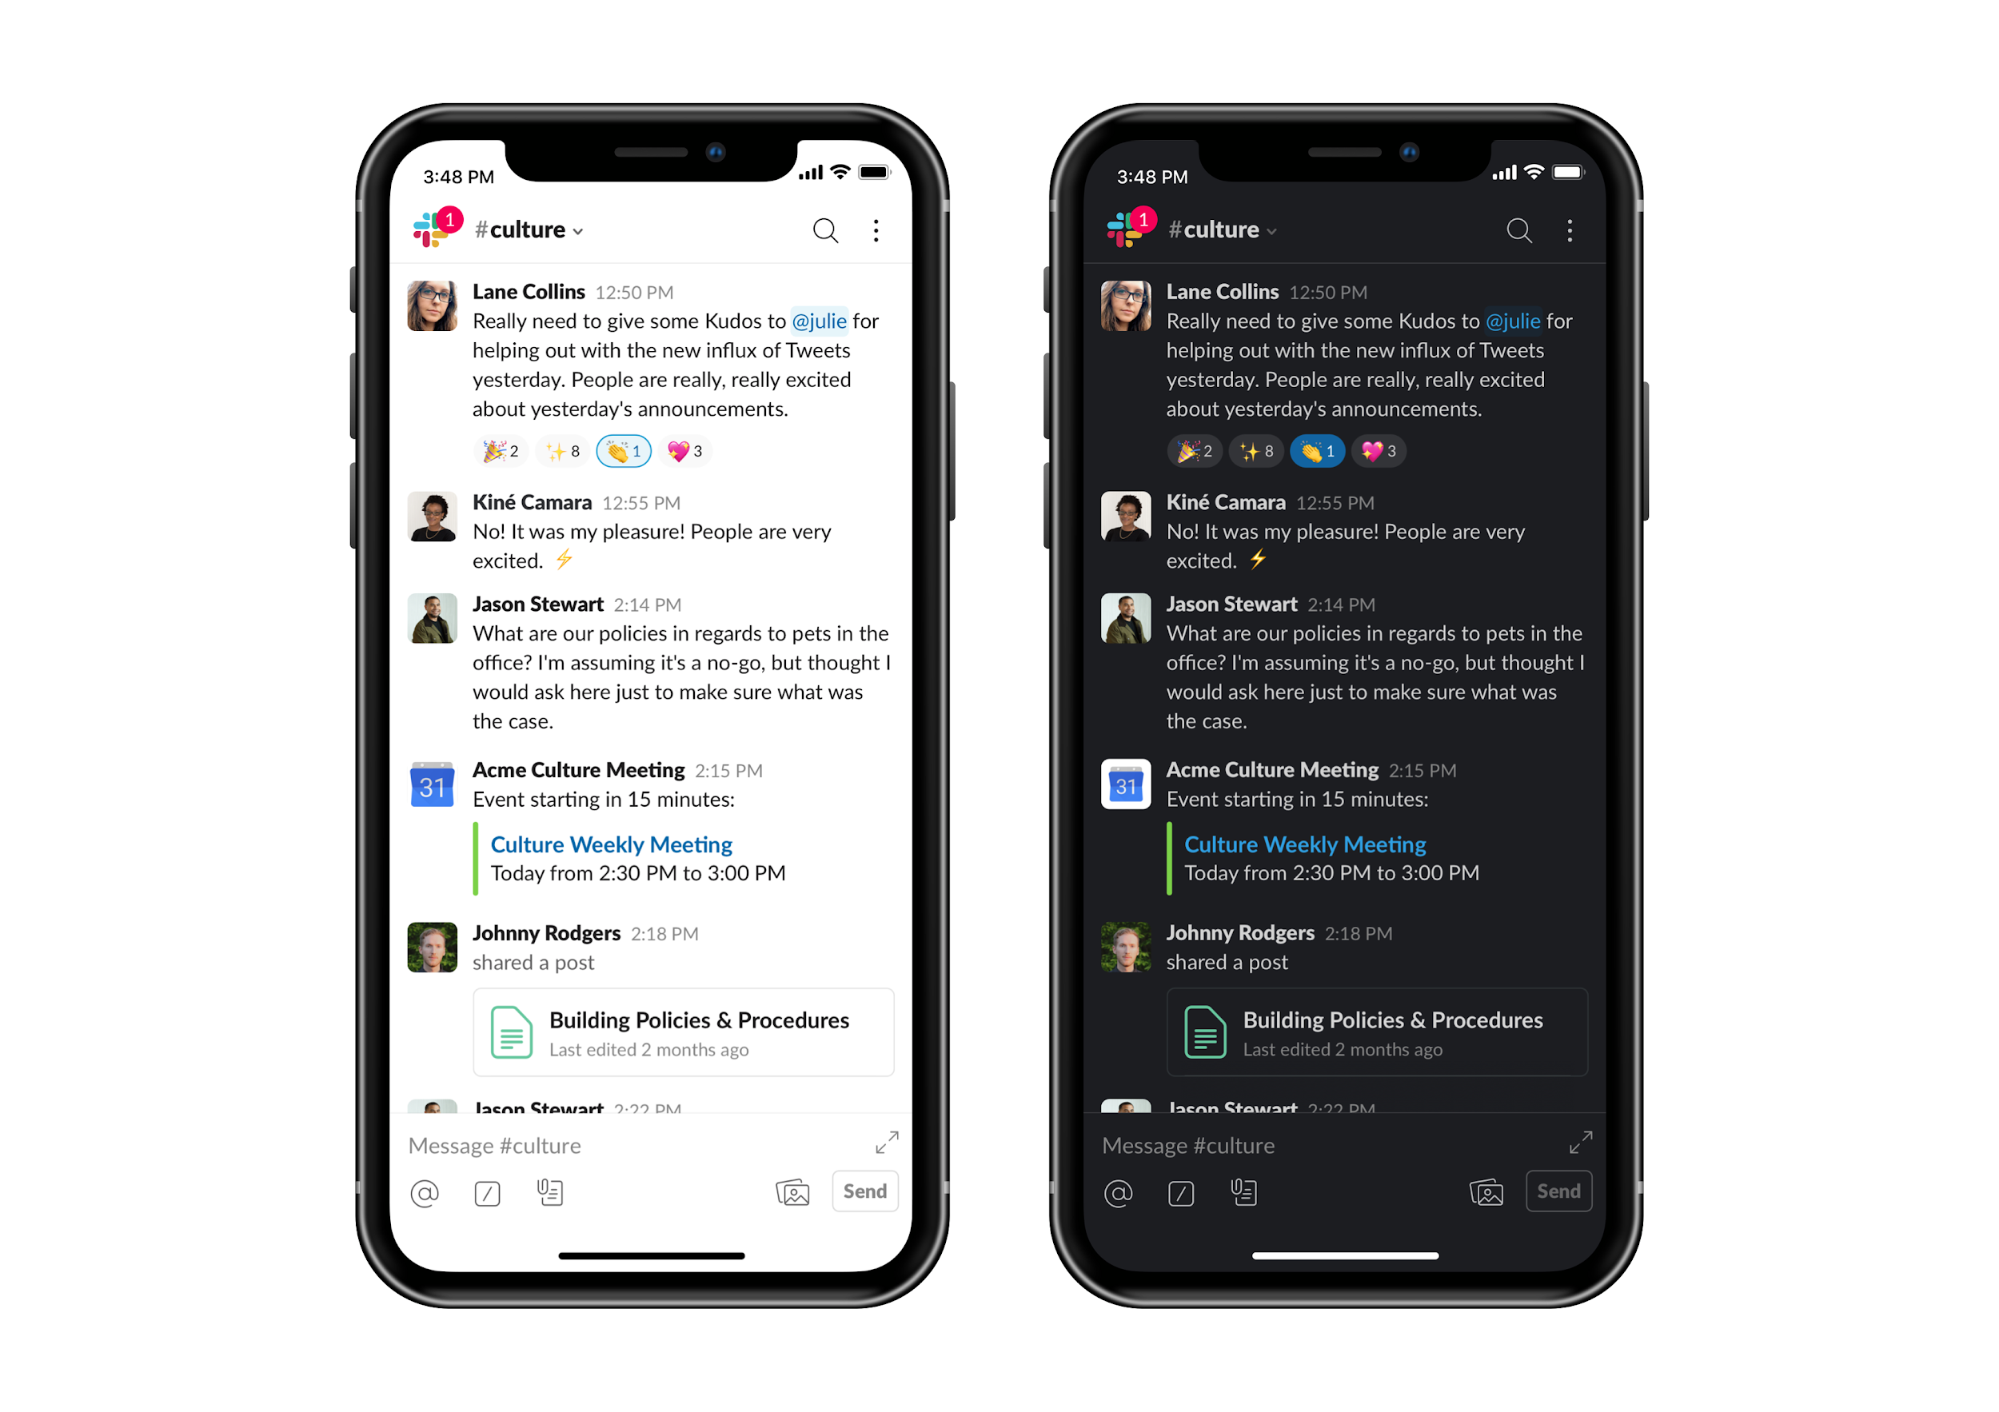 3:48 PM
1
#culture
Lane Collins 12:50 PM
Really need to give some Kudos to @julie for
helping out with the new influx of Tweets
yesterday. People are really, really excited
about yesterday's announcements.
2 8 1 3
Kiné Camara 12:55 PM
No! It was my pleasure! People are very
excited. ⚡
Jason Stewart 2:14 PM
What are our policies in regards to pets in the
office? I'm assuming it's a no-go, but thought I
would ask here just to make sure what was
the case.
31
Acme Culture Meeting 2:15 PM
Event starting in 15 minutes:
Culture Weekly Meeting
Today from 2:30 PM to 3:00 PM
Johnny Rodgers 2:18 PM
shared a post
Building Policies & Procedures
Last edited 2 months ago
Jason Stewart 2:22 PM
Message #culture
Send
3:48 PM
1
#culture
Lane Collins 12:50 PM
Really need to give some Kudos to @julie for
helping out with the new influx of Tweets
yesterday. People are really, really excited
about yesterday's announcements.
2 8 1 3
Kiné Camara 12:55 PM
No! It was my pleasure! People are very
excited. ⚡
Jason Stewart 2:14 PM
What are our policies in regards to pets in the
office? I'm assuming it's a no-go, but thought I
would ask here just to make sure what was
the case.
31
Acme Culture Meeting 2:15 PM
Event starting in 15 minutes:
Culture Weekly Meeting
Today from 2:30 PM to 3:00 PM
Johnny Rodgers 2:18 PM
shared a post
Building Policies & Procedures
Last edited 2 months ago
Jason Stewart 2:22 PM
Message #culture
Send